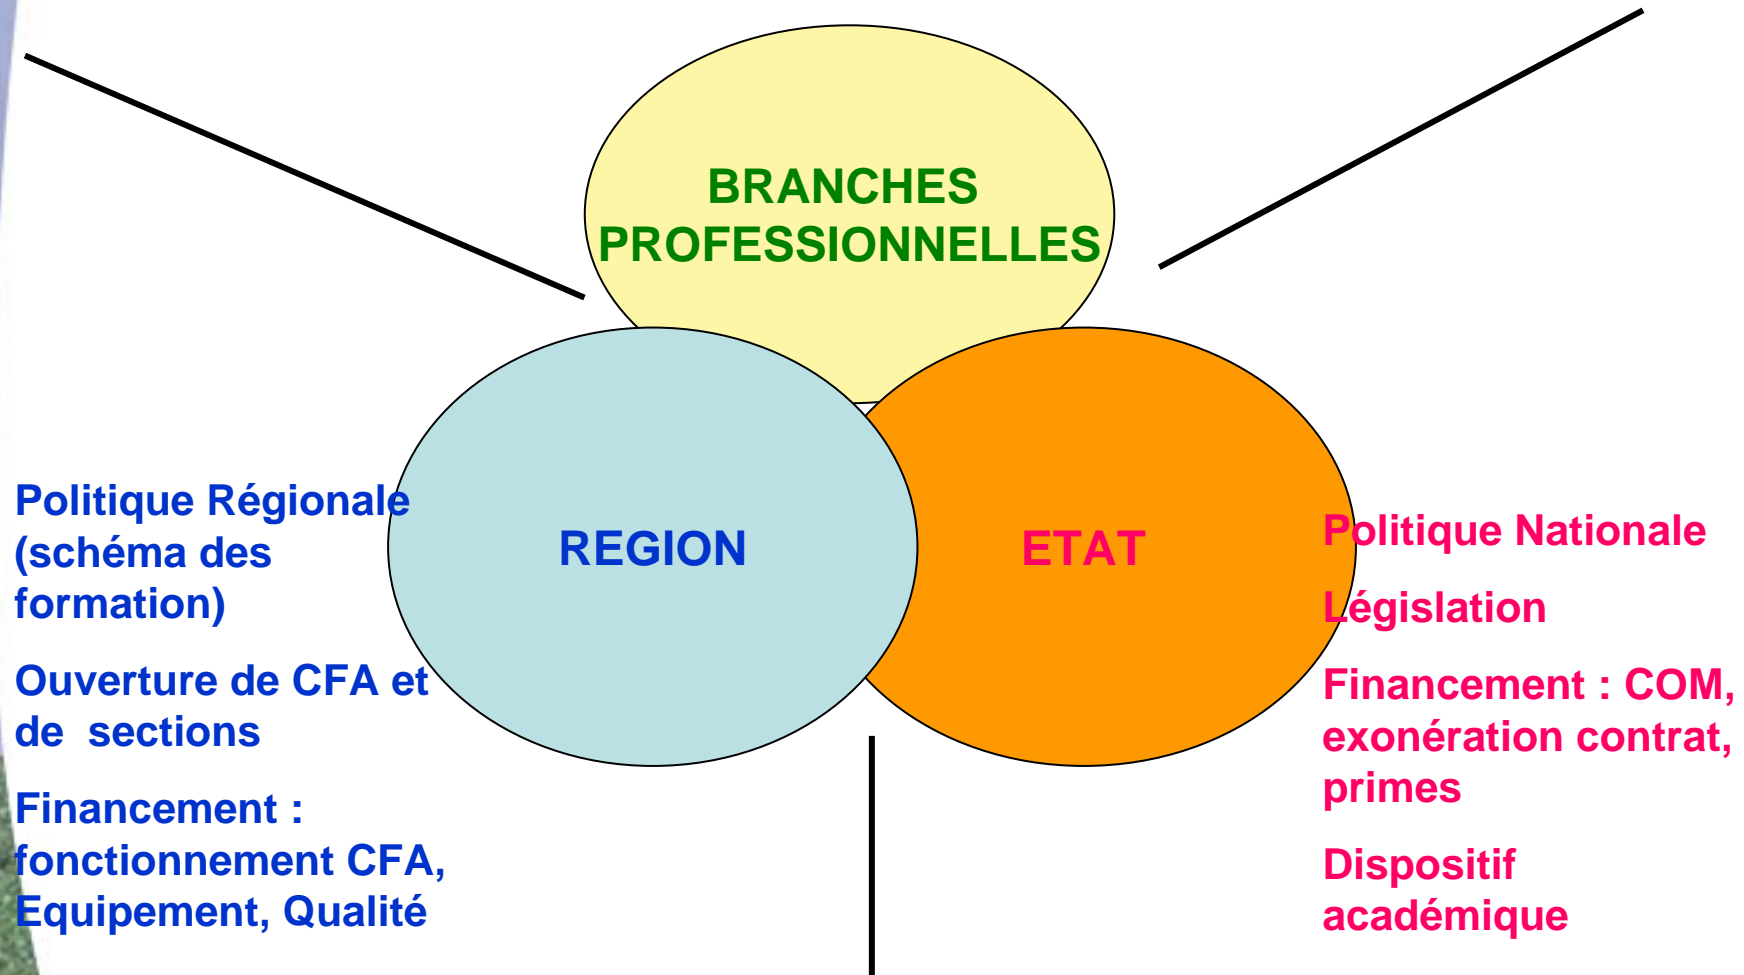 BRANCHES
PROFESSIONNELLES
REGION
ETAT
Politique Régionale
(schéma des
formation)
Ouverture de CFA et
de  sections
Financement :
fonctionnement CFA,
Equipement, Qualité
Politique Nationale
Législation
Financement : COM,
exonération contrat,
primes
Dispositif
académique